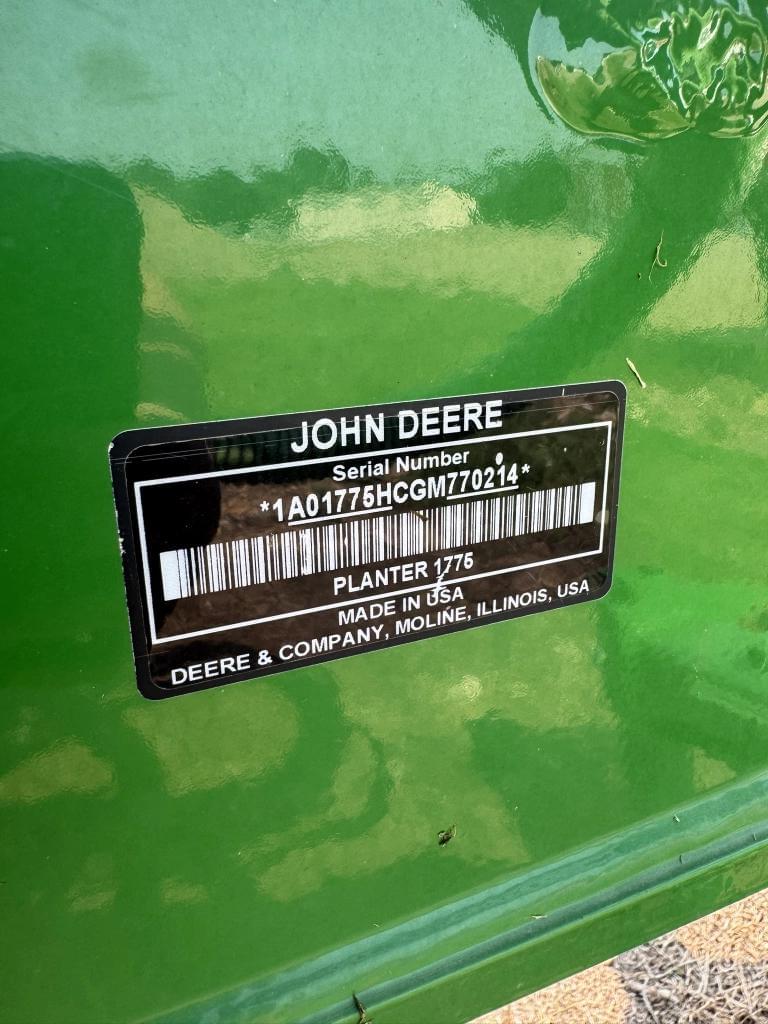 JOHN DEERE
Serial Number
*1A01775HCGM770214*
PLANTER 1775
MADE IN USA
DEERE & COMPANY, MOLINE, ILLINOIS, USA